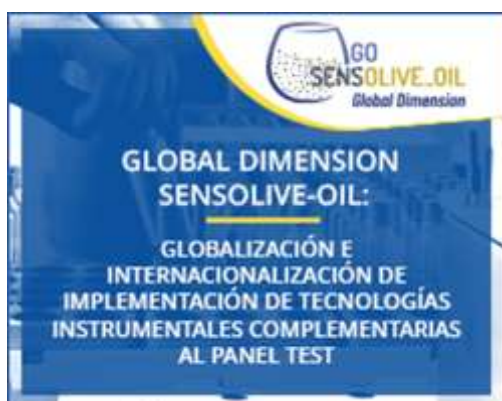 GO
SENSOLIVE_OIL
Global Dimension
GLOBAL DIMENSION
SENSOLIVE-OIL:
GLOBALIZACIÓN E
INTERNACIONALIZACIÓN DE
IMPLEMENTACIÓN DE TECNOLOGÍAS
INSTRUMENTALES COMPLEMENTARIAS
AL PANEL TEST